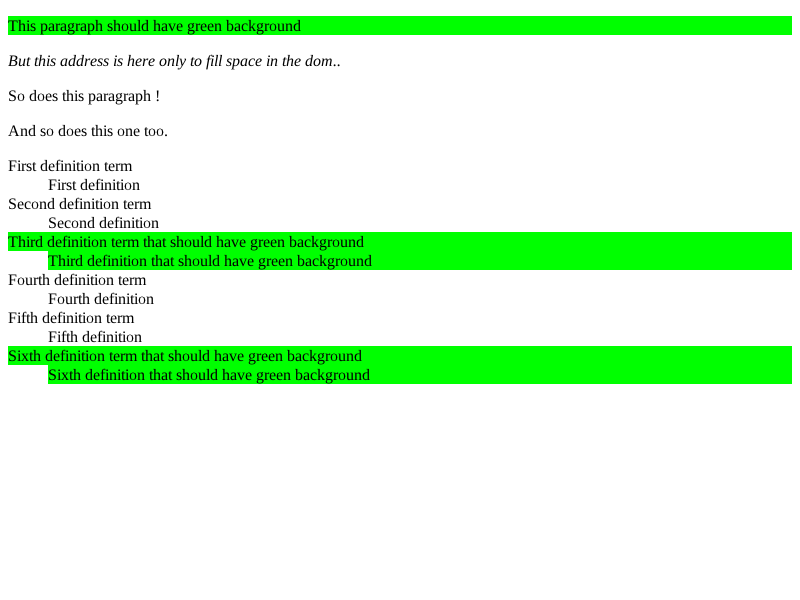 This paragraph should have green background
But this address is here only to fill space in the dom..
So does this paragraph !
And so does this one too.
First definition term
First definition
Second definition term
Second definition
Third definition term that should have green background
Third definition that should have green background
Fourth definition term
Fourth definition
Fifth definition term
Fifth definition
Sixth definition term that should have green background
Sixth definition that should have green background